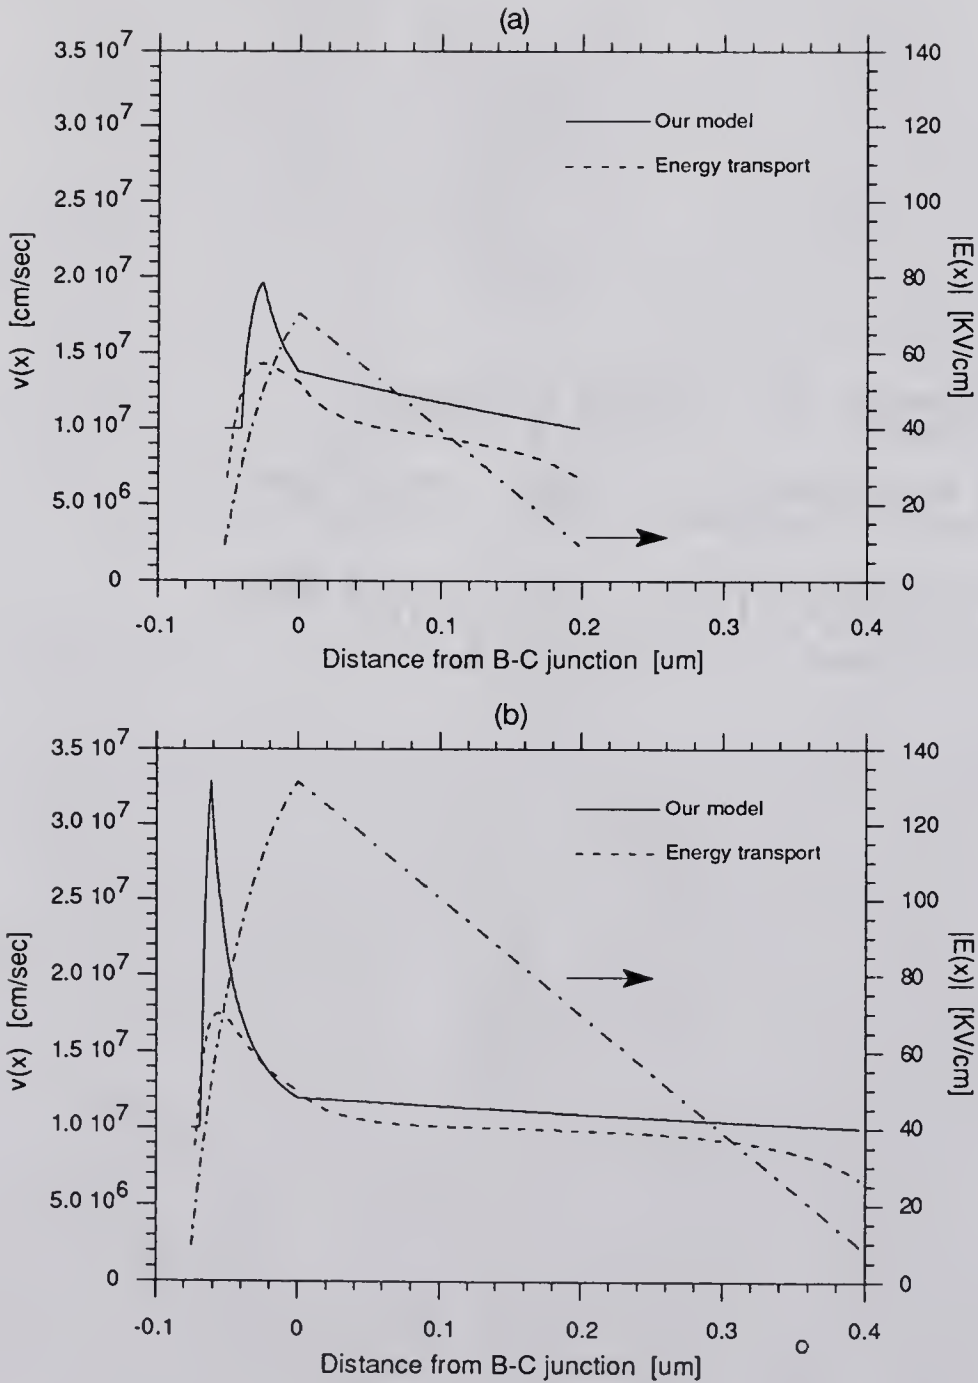 (a)
3.5 10^7
3.0 10^7
2.5 10^7
2.0 10^7
1.5 10^7
1.0 10^7
5.0 10^6
0
v(x) [cm/sec]
140
120
100
80
60
40
20
0
|E(x)| [KV/cm]
Our model
Energy transport
-0.1 0 0.1 0.2 0.3 0.4
Distance from B-C junction [um]
(b)
3.5 10^7
3.0 10^7
2.5 10^7
2.0 10^7
1.5 10^7
1.0 10^7
5.0 10^6
0
v(x) [cm/sec]
140
120
100
80
60
40
20
0
|E(x)| [KV/cm]
Our model
Energy transport
-0.1 0 0.1 0.2 0.3 0.4
Distance from B-C junction [um]